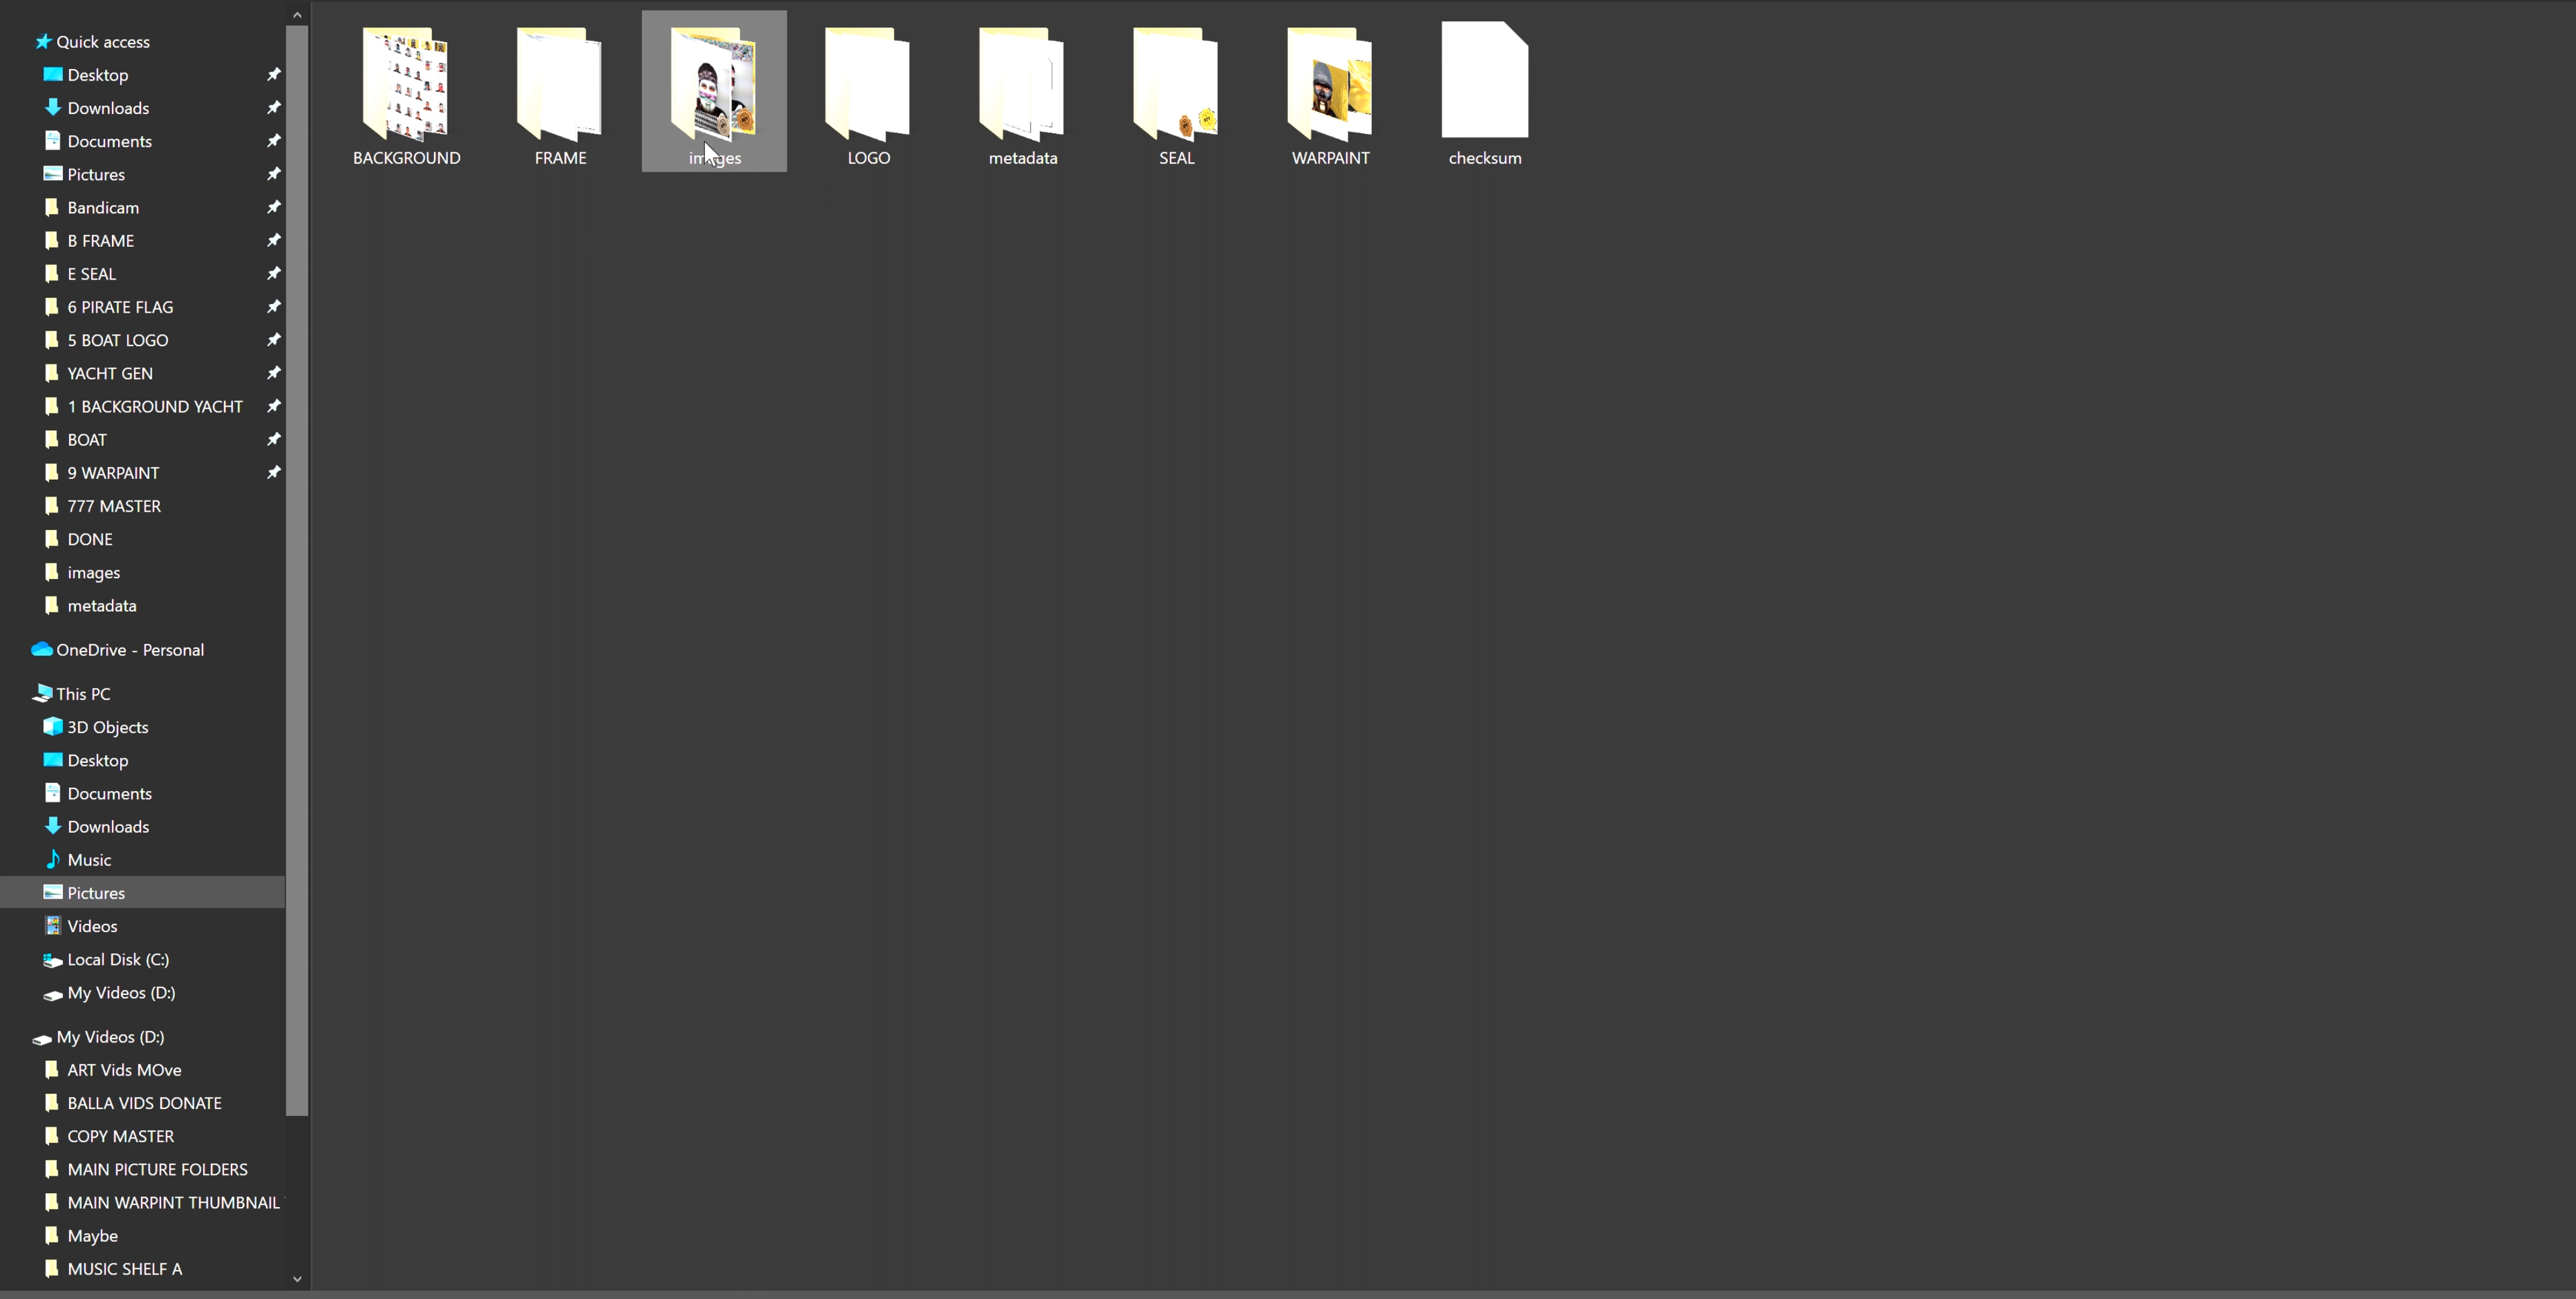 Quick access
Desktop
Downloads
Documents
Pictures
Bandicam
B FRAME
E SEAL
6 PIRATE FLAG
5 BOAT LOGO
YACHT GEN
1 BACKGROUND YACHT
BOAT
9 WARPAINT
777 MASTER
DONE
images
metadata
OneDrive - Personal
This PC
3D Objects
Desktop
Documents
Downloads
Music
Pictures
Videos
Local Disk (C:)
My Videos (D:)
My Videos (D:)
ART Vids MOve
BALLA VIDS DONATE
COPY MASTER
MAIN PICTURE FOLDERS
MAIN WARPINT THUMBNAIL
Maybe
MUSIC SHELF A
BACKGROUND
FRAME
images
LOGO
metadata
SEAL
WARPAINT
checksum